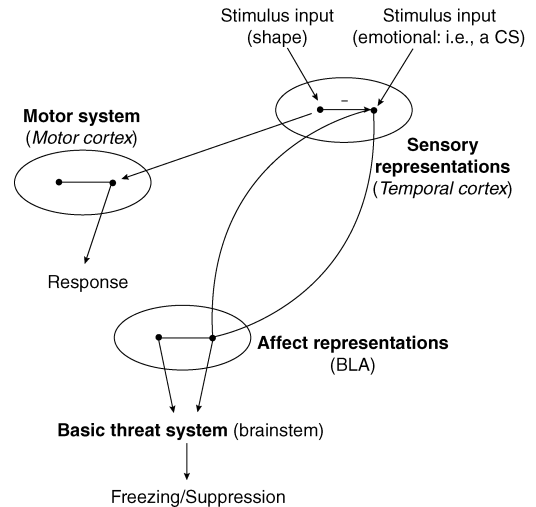 Stimulus input
(shape)
Stimulus input
(emotional: i.e., a CS)
–
Motor system
(Motor cortex)
Sensory
representations
(Temporal cortex)
Response
Affect representations
(BLA)
Basic threat system (brainstem)
Freezing/Suppression